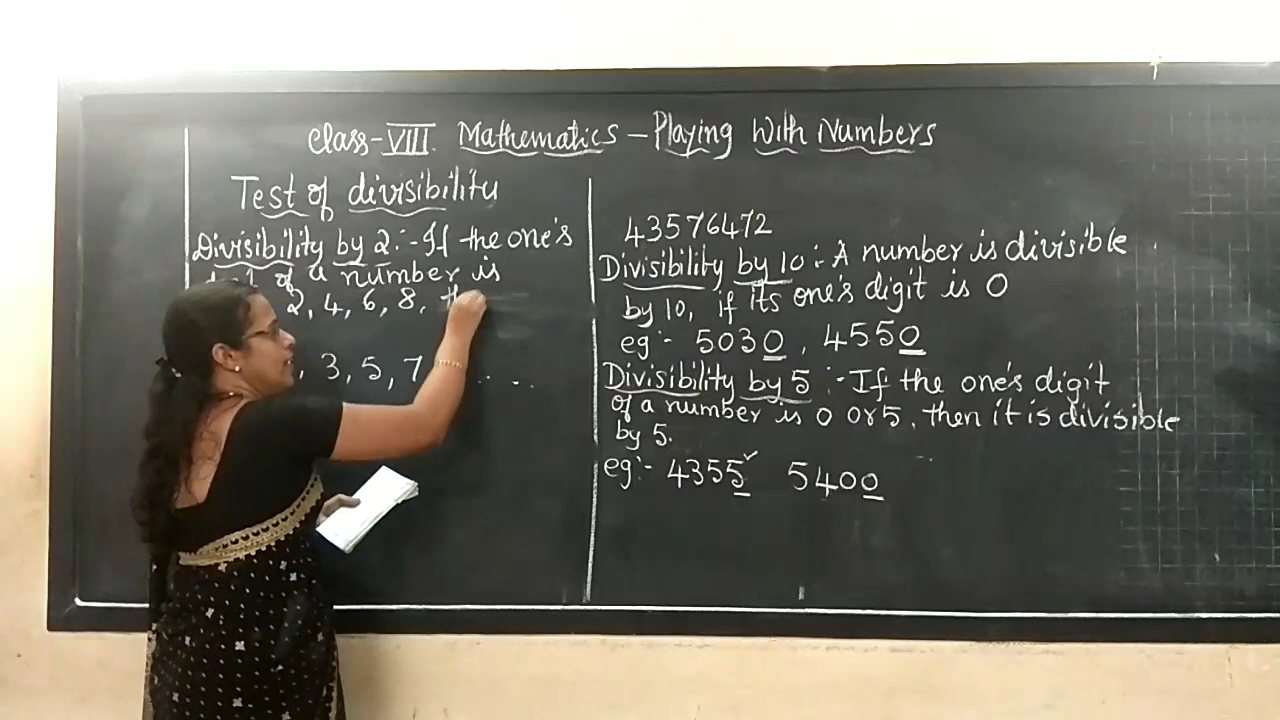 Class-VIII. Mathematics - Playing With Numbers
Test of divisibility
Divisibility by 2:- If the one's
of a number is
2, 4, 6, 8,
, 3, 5, 7
43576472
Divisibility by 10:- A number is divisible
by 10, if its one's digit is 0
eg:- 5030, 4550
Divisibility by 5:- If the one's digit
of a number is 0 or 5, then it is divisible
by 5.
eg:- 4355✓ 5400